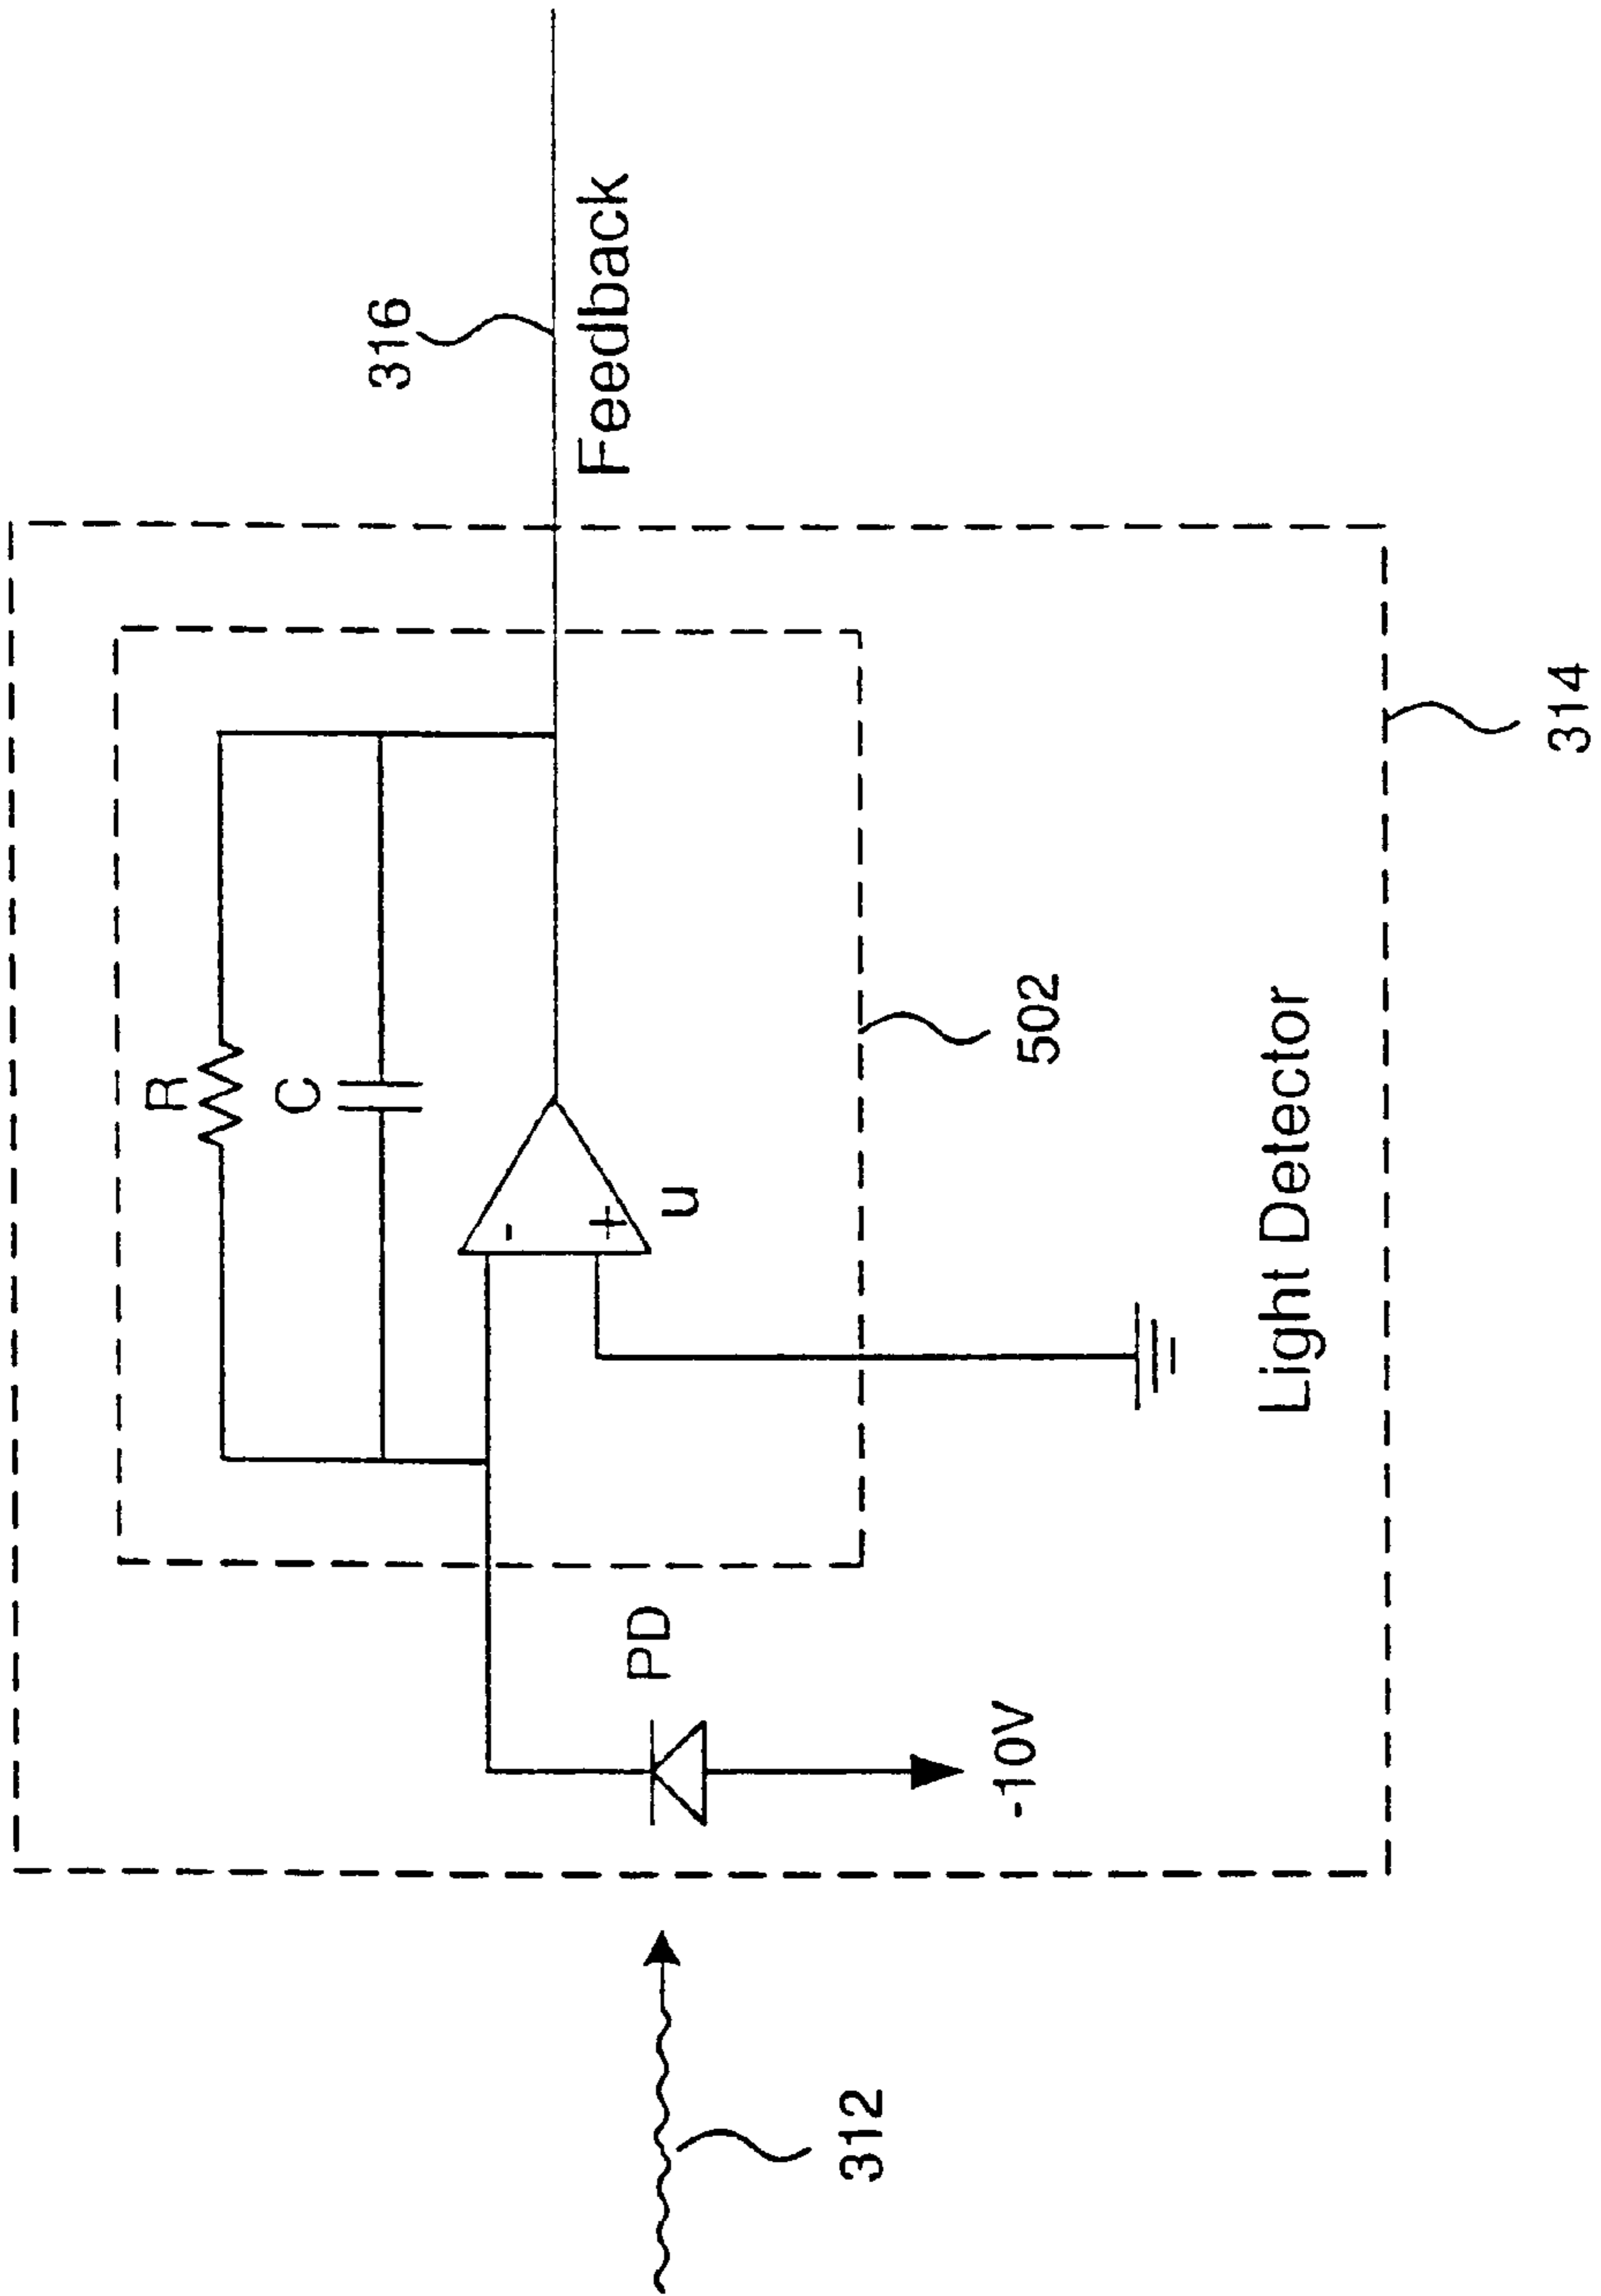 316
Feedback
R
C
-
+
u
502
PD
-10V
Light Detector
314
312